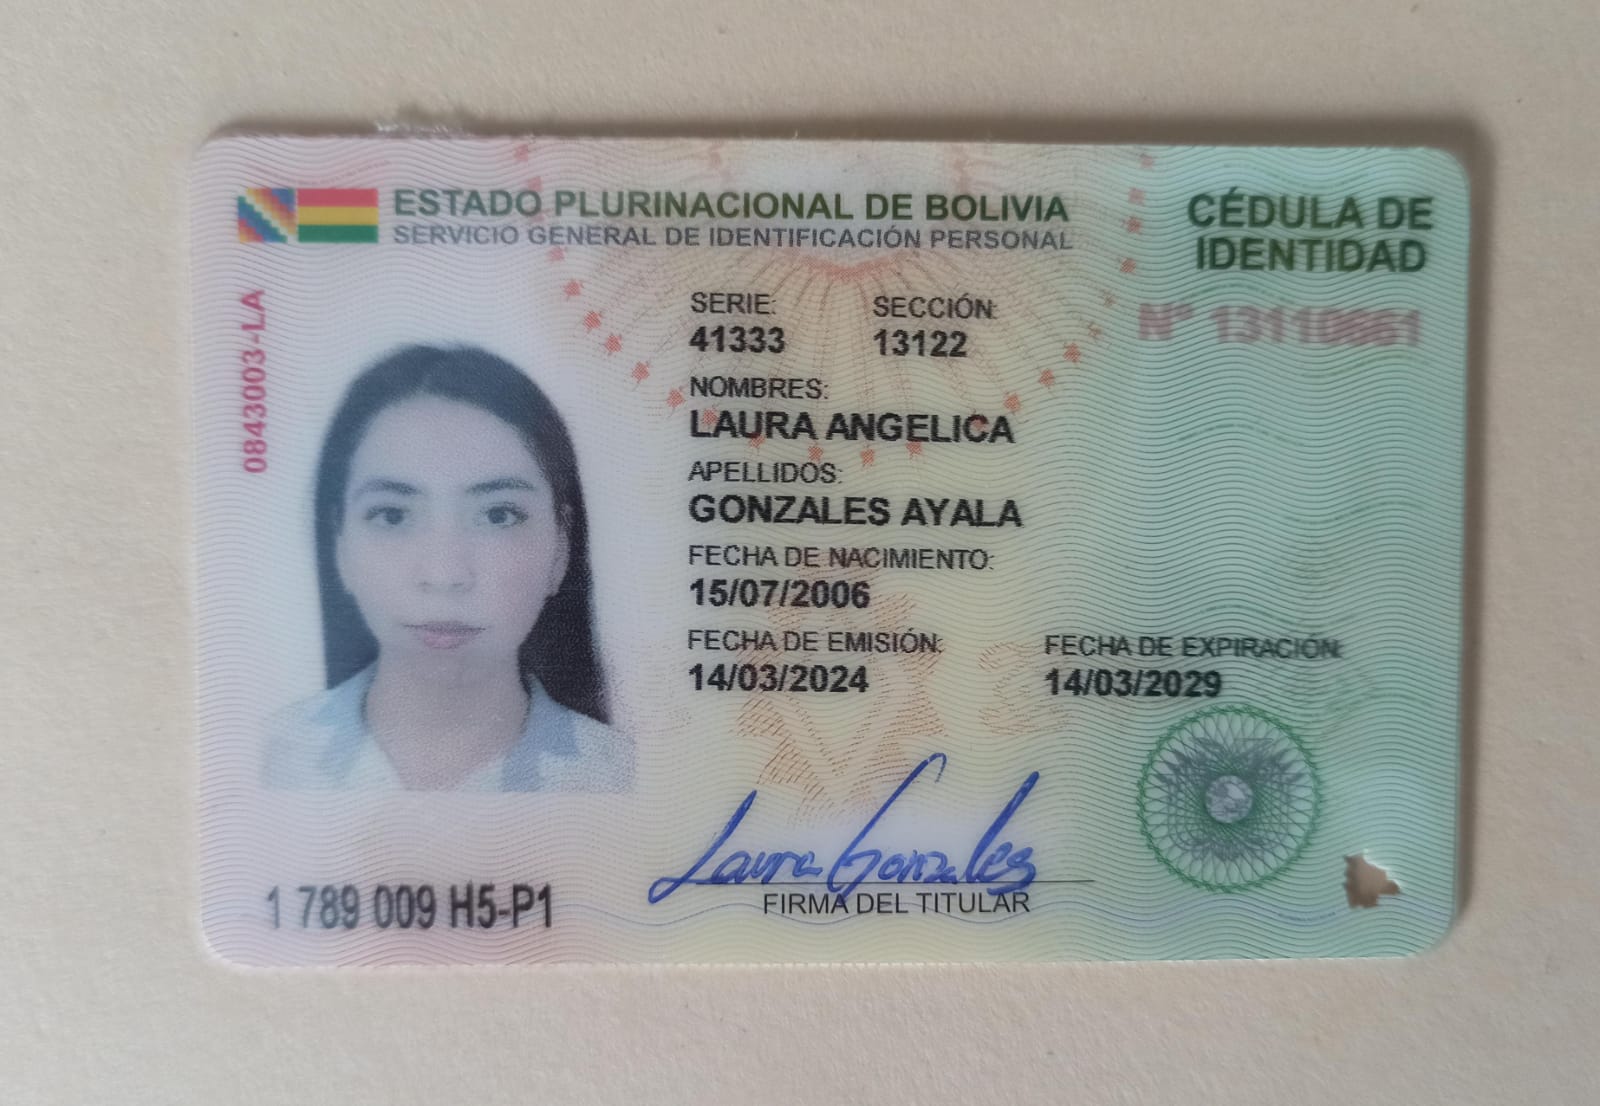 ESTADO PLURINACIONAL DE BOLIVIA
SERVICIO GENERAL DE IDENTIFICACIÓN PERSONAL
CÉDULA DE
IDENTIDAD
Nº
0843003-LA
SERIE: SECCIÓN:
41333 13122
NOMBRES:
LAURA ANGELICA
APELLIDOS:
GONZALES AYALA
FECHA DE NACIMIENTO:
15/07/2006
FECHA DE EMISIÓN: FECHA DE EXPIRACIÓN:
14/03/2024 14/03/2029
Laura Gonzales
FIRMA DEL TITULAR
1 789 009 H5-P1